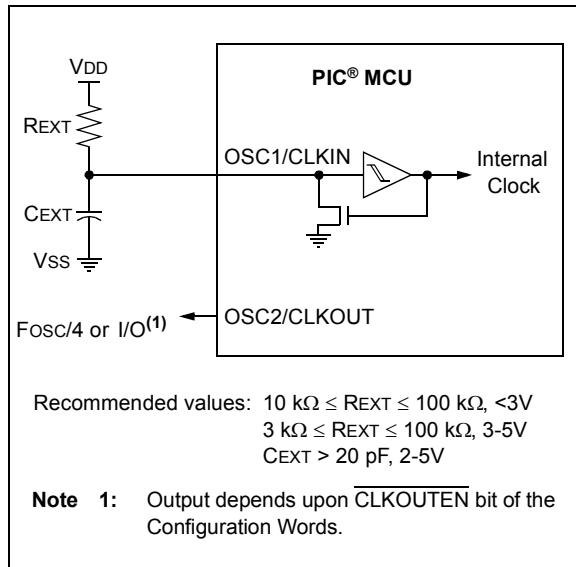 VDD
PIC® MCU
REXT
OSC1/CLKIN
Internal
Clock
CEXT
VSS
OSC2/CLKOUT
FOSC/4 or I/O(1)
Recommended values: 10 kΩ ≤ REXT ≤ 100 kΩ, <3V
3 kΩ ≤ REXT ≤ 100 kΩ, 3-5V
CEXT > 20 pF, 2-5V
Note 1: Output depends upon CLKOUTEN bit of the
Configuration Words.